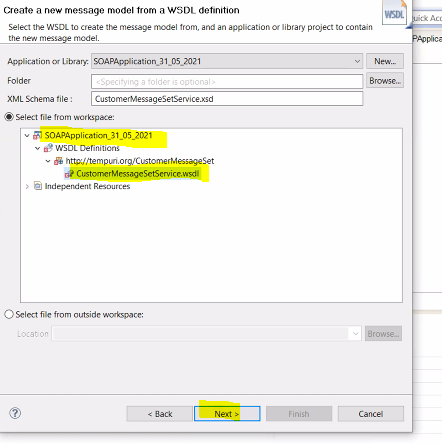 Create a new message model from a WSDL definition
Select the WSDL to create the message model from, and an application or library project to contain
the new message model.
WSDL
Quick Acc
Application or Library: SOAPApplication_31_05_2021 New...
Folder <Specifying a folder is optional> Browse...
XML Schema file : CustomerMessageSetService.xsd
Select file from workspace:
SOAPApplication_31_05_2021
WSDL Definitions
http://tempuri.org/CustomerMessageSet
CustomerMessageSetService.wsdl
Independent Resources
Select file from outside workspace:
Location Browse...
? < Back Next > Finish Cancel